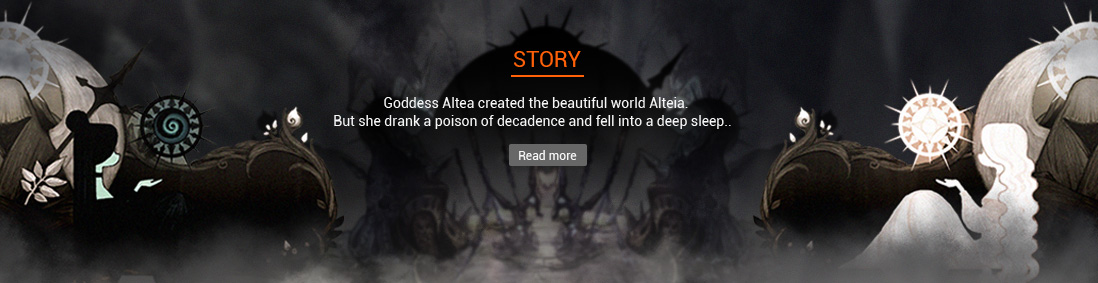 STORY
Goddess Altea created the beautiful world Alteia.
But she drank a poison of decadence and fell into a deep sleep..
Read more